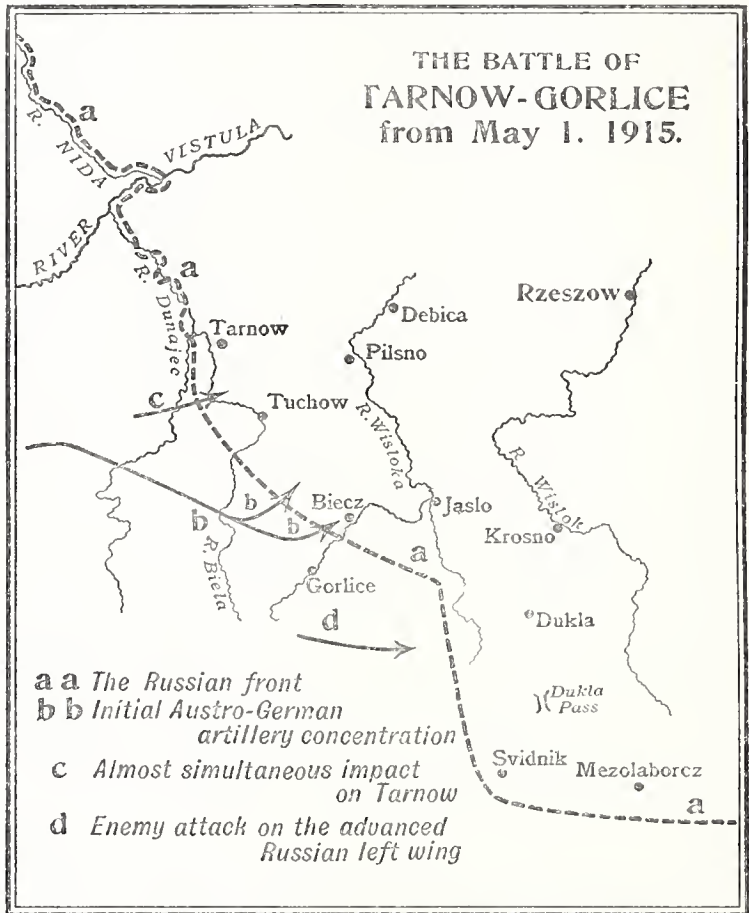 THE BATTLE OF
TARNOW-GORLICE
from May 1. 1915.
a
R. NIDA
VISTULA
RIVER
a
R. Dunajec
Rzeszow
Debica
Tarnow
Pilsno
c
Tuchow
R. Wisloka
R. Wislok
b
b
Biecz
Jaslo
b
Krosno
R. Biela
a
Gorlice
d
Dukla
Dukla
Pass
a a The Russian front
b b Initial Austro-German
artillery concentration
c Almost simultaneous impact
on Tarnow
d Enemy attack on the advanced
Russian left wing
Svidnik
Mezolaborcz
a